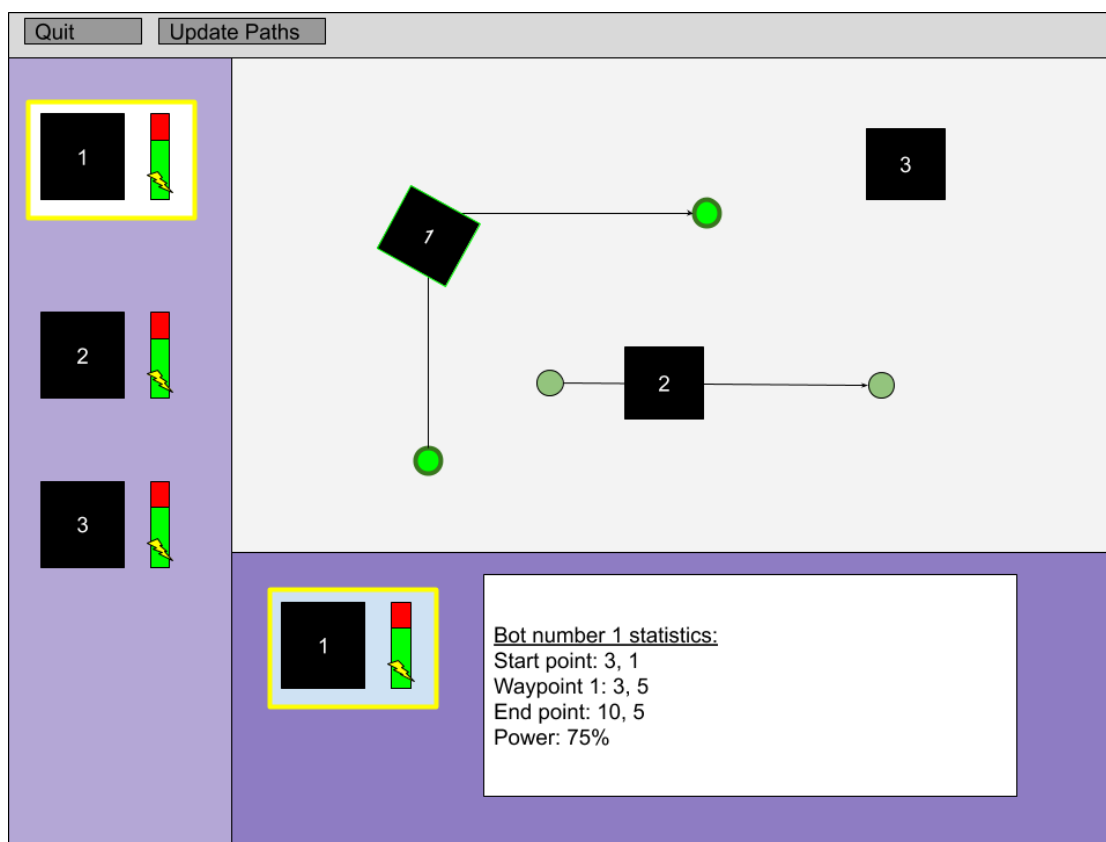 Quit
Update Paths
1
2
3
1
3
2
1
Bot number 1 statistics:
Start point: 3, 1
Waypoint 1: 3, 5
End point: 10, 5
Power: 75%